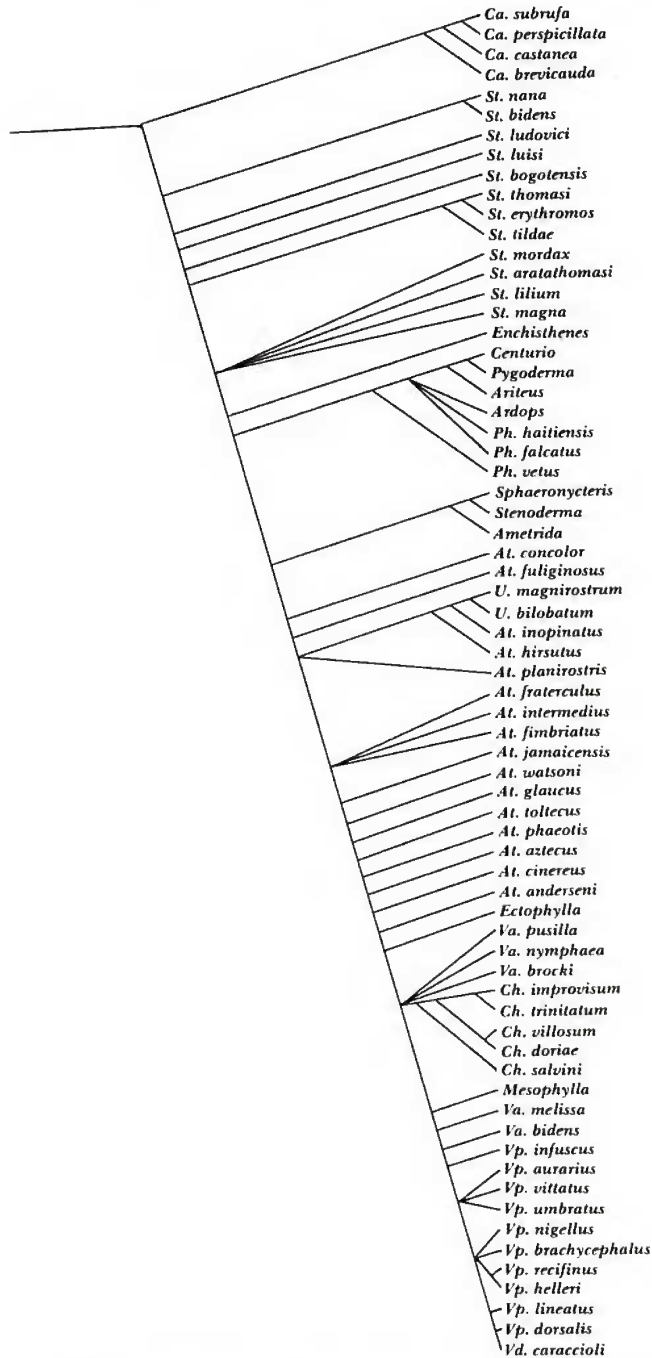 Ca. subrufa
Ca. perspicillata
Ca. castanea
Ca. brevicauda
St. nana
St. bidens
St. ludovici
St. luisi
St. bogotensis
St. thomasi
St. erythromos
St. tildae
St. mordax
St. aratathomasi
St. lilium
St. magna
Enchisthenes
Centurio
Pygoderma
Ariteus
Ardops
Ph. haitiensis
Ph. falcatus
Ph. vetus
Sphaeronycteris
Stenoderma
Ametrida
At. concolor
At. fuliginosus
U. magnirostrum
U. bilobatum
At. inopinatus
At. hirsutus
At. planirostris
At. fraterculus
At. intermedius
At. fimbriatus
At. jamaicensis
At. watsoni
At. glaucus
At. toltecus
At. phaeotis
At. aztecus
At. cinereus
At. anderseni
Ectophylla
Va. pusilla
Va. nymphaea
Va. brocki
Ch. improvisum
Ch. trinitatum
Ch. villosum
Ch. doriae
Ch. salvini
Mesophylla
Va. melissa
Va. bidens
Vp. infuscus
Vp. aurarius
Vp. vittatus
Vp. umbratus
Vp. nigellus
Vp. brachycephalus
Vp. recifinus
Vp. helleri
Vp. lineatus
Vp. dorsalis
Vd. caraccioli